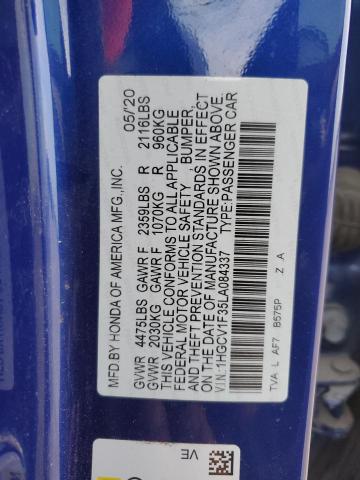 MFD.BY HONDA OF AMERICA MFG.,INC. 05/20
GVWR 4475LBS GAWR F 2359LBS R 2116LBS
GVWR 2030KG GAWR F 1070KG R 960KG
THIS VEHICLE CONFORMS TO ALL APPLICABLE
FEDERAL MOTOR VEHICLE SAFETY , BUMPER,
AND THEFT PREVENTION STANDARDS IN EFFECT
ON THE DATE OF MANUFACTURE SHOWN ABOVE.
V.I.N.:1HGCV1F35LA084337 TYPE:PASSENGER CAR
TVA L AF7 B575P Z A
VE